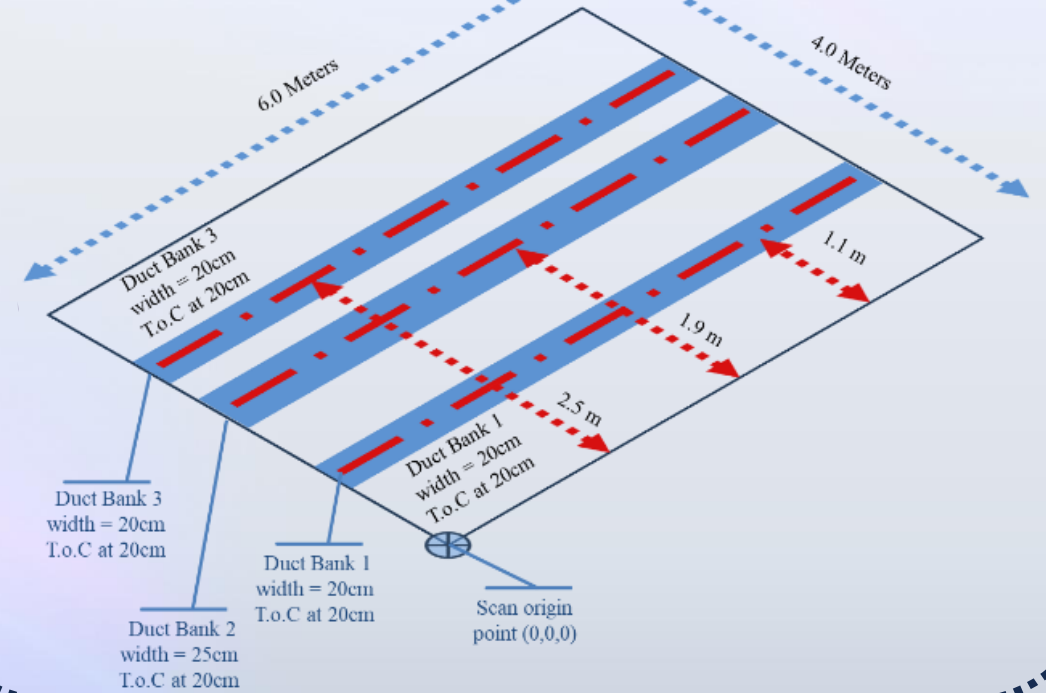 6.0 Meters
4.0 Meters
Duct Bank 3
width = 20cm
T.o.C at 20cm
1.1 m
1.9 m
2.5 m
Duct Bank 1
width = 20cm
T.o.C at 20cm
Duct Bank 3
width = 20cm
T.o.C at 20cm
Duct Bank 1
width = 20cm
T.o.C at 20cm
Scan origin
point (0,0,0)
Duct Bank 2
width = 25cm
T.o.C at 20cm